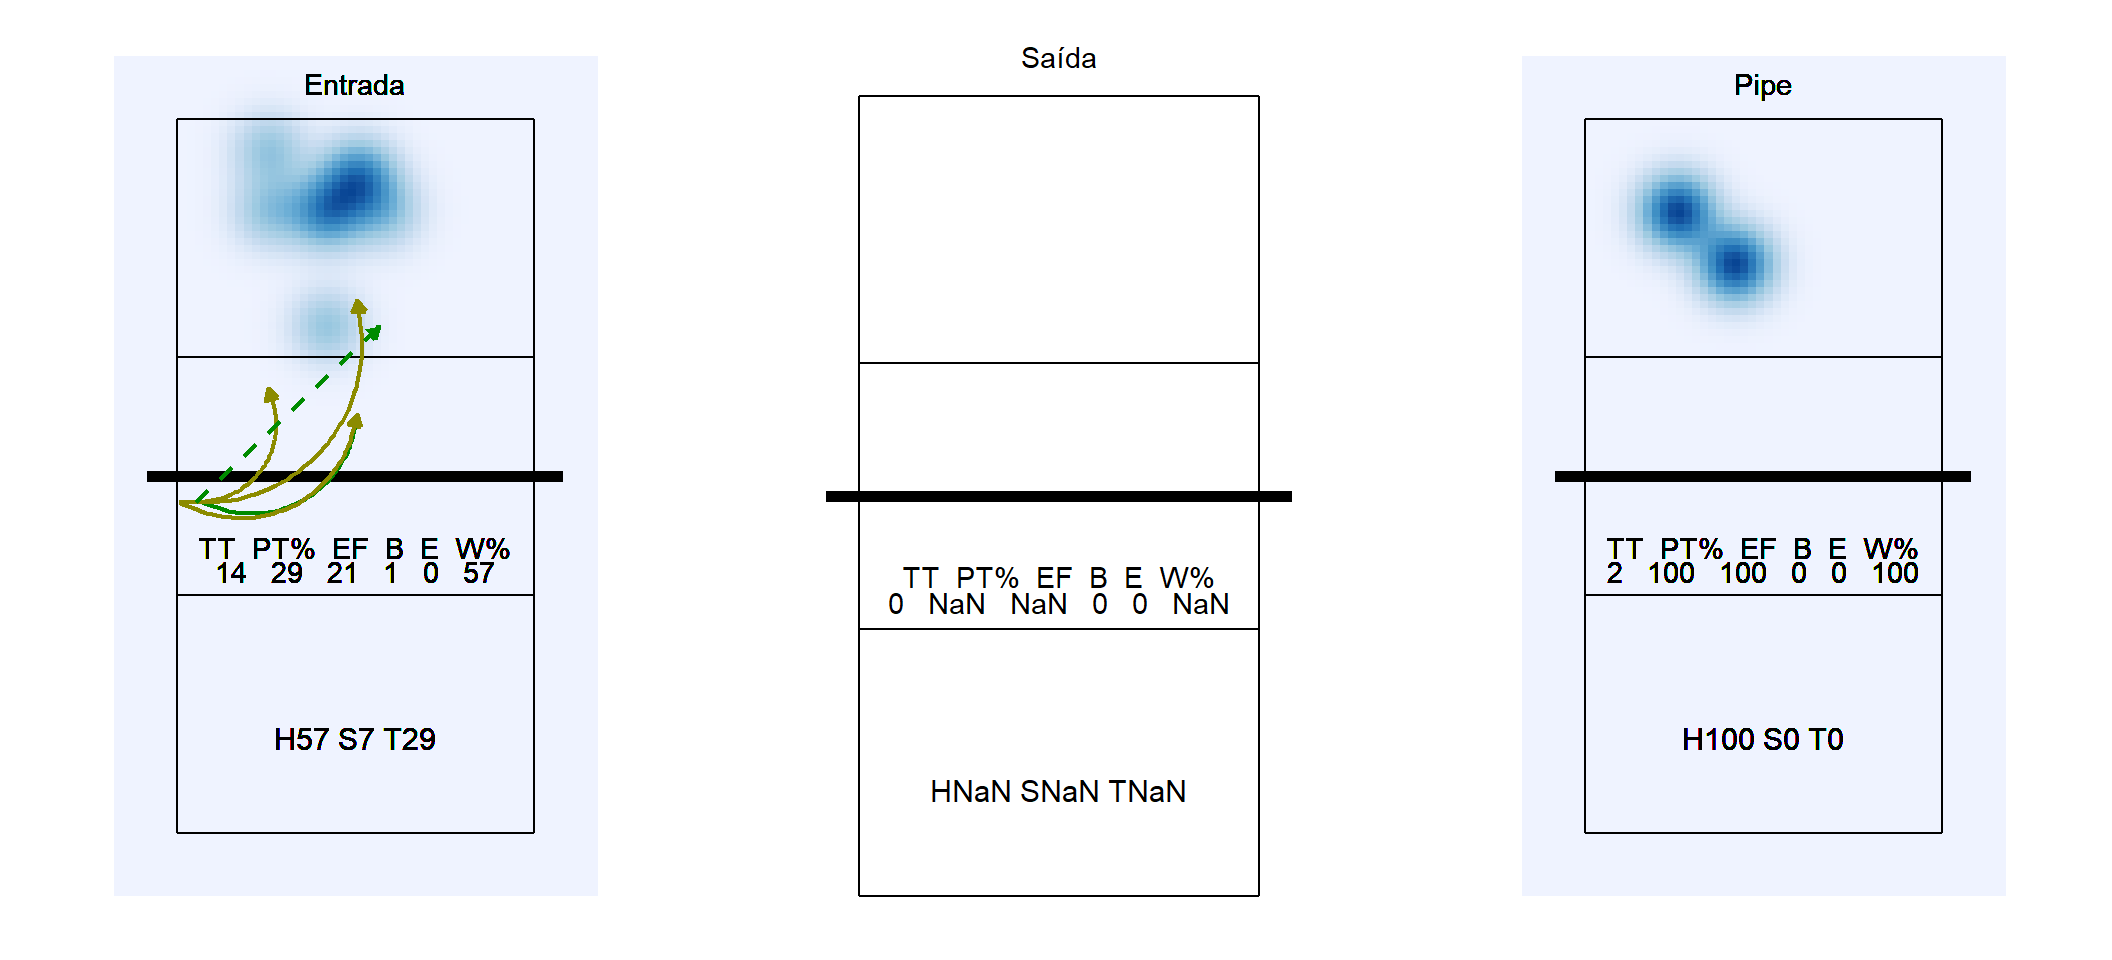 Entrada
TT PT% EF B E W%
14 29 21 1 0 57
H57 S7 T29
Saída
TT PT% EF B E W%
0 NaN NaN 0 0 NaN
HNaN SNaN TNaN
Pipe
TT PT% EF B E W%
2 100 100 0 0 100
H100 S0 T0